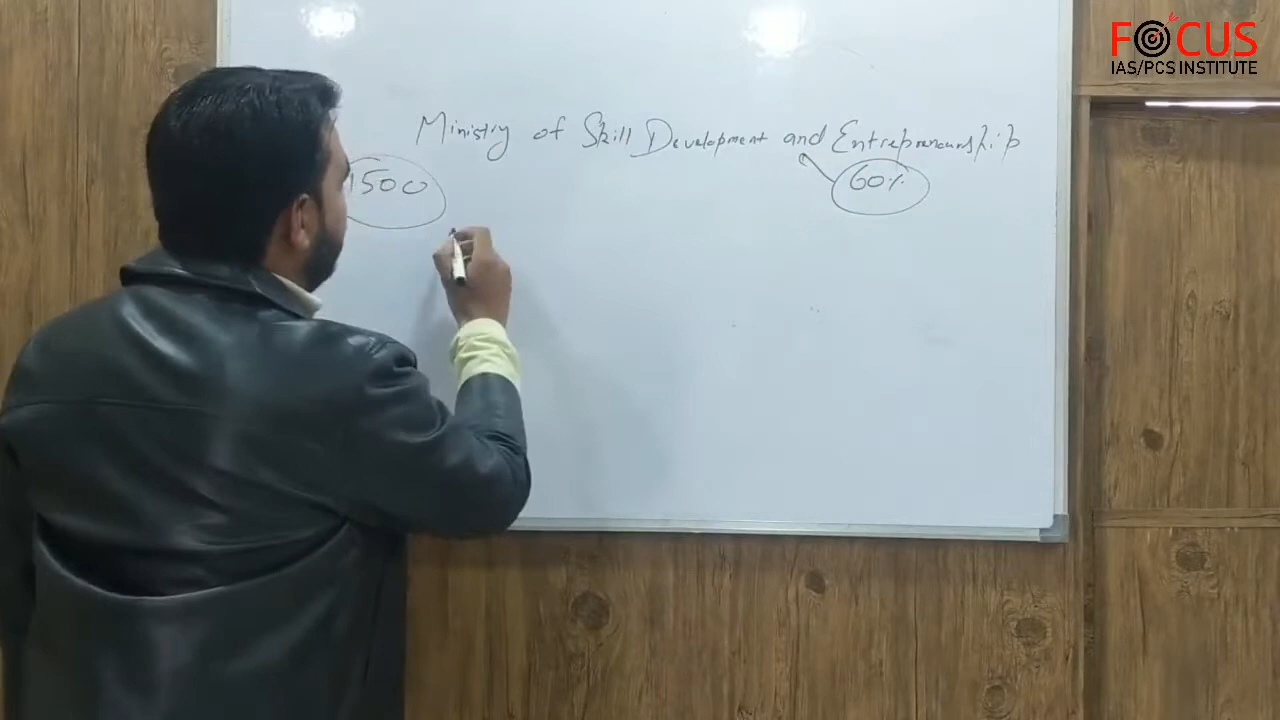 FOCUS
IAS/PCS INSTITUTE
Ministry of Skill Development and Entrepreneurship
1500
60%